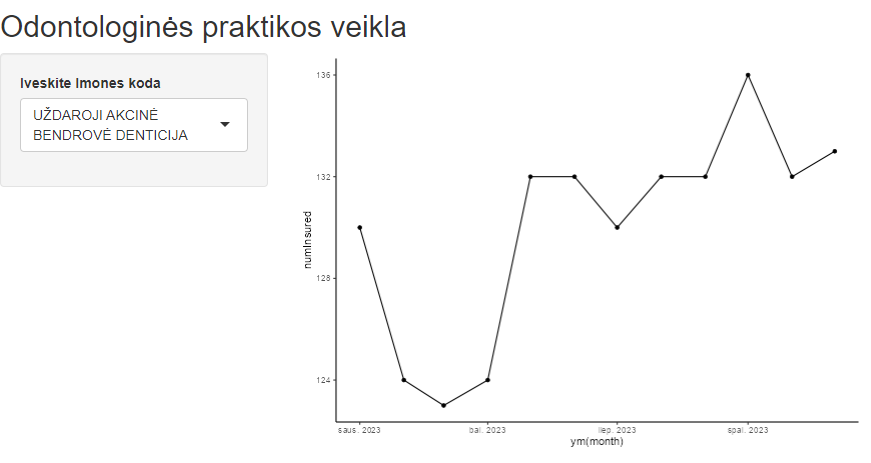 Odontologinės praktikos veikla
Iveskite Imones koda
UŽDAROJI AKCINĖ
BENDROVĖ DENTICIJA
136
132
128
124
numInsured
saus. 2023
bal. 2023
liep. 2023
spal. 2023
ym(month)